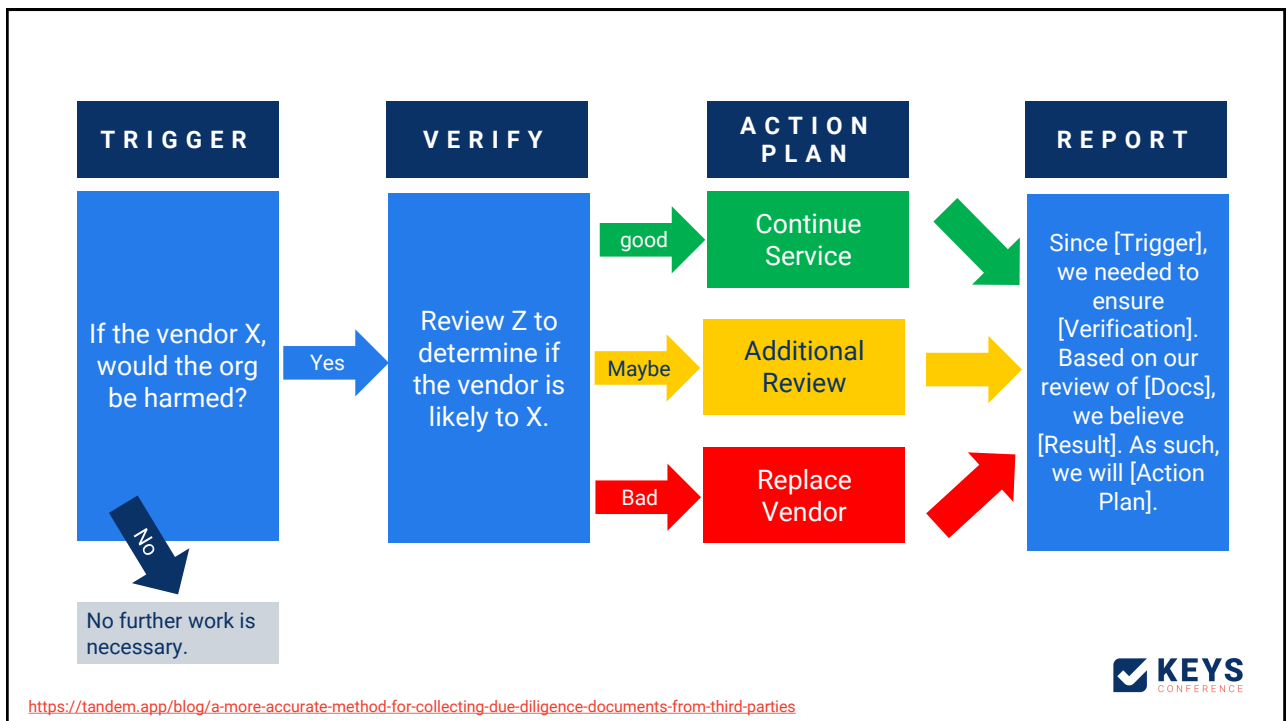 TRIGGER
If the vendor X,
would the org
be harmed?
No
No further work is
necessary.
Yes
VERIFY
Review Z to
determine if
the vendor is
likely to X.
good
Maybe
Bad
ACTION
PLAN
Continue
Service
Additional
Review
Replace
Vendor
REPORT
Since [Trigger],
we needed to
ensure
[Verification].
Based on our
review of [Docs],
we believe
[Result]. As such,
we will [Action
Plan].
KEYS
CONFERENCE
https://tandem.app/blog/a-more-accurate-method-for-collecting-due-diligence-documents-from-third-parties